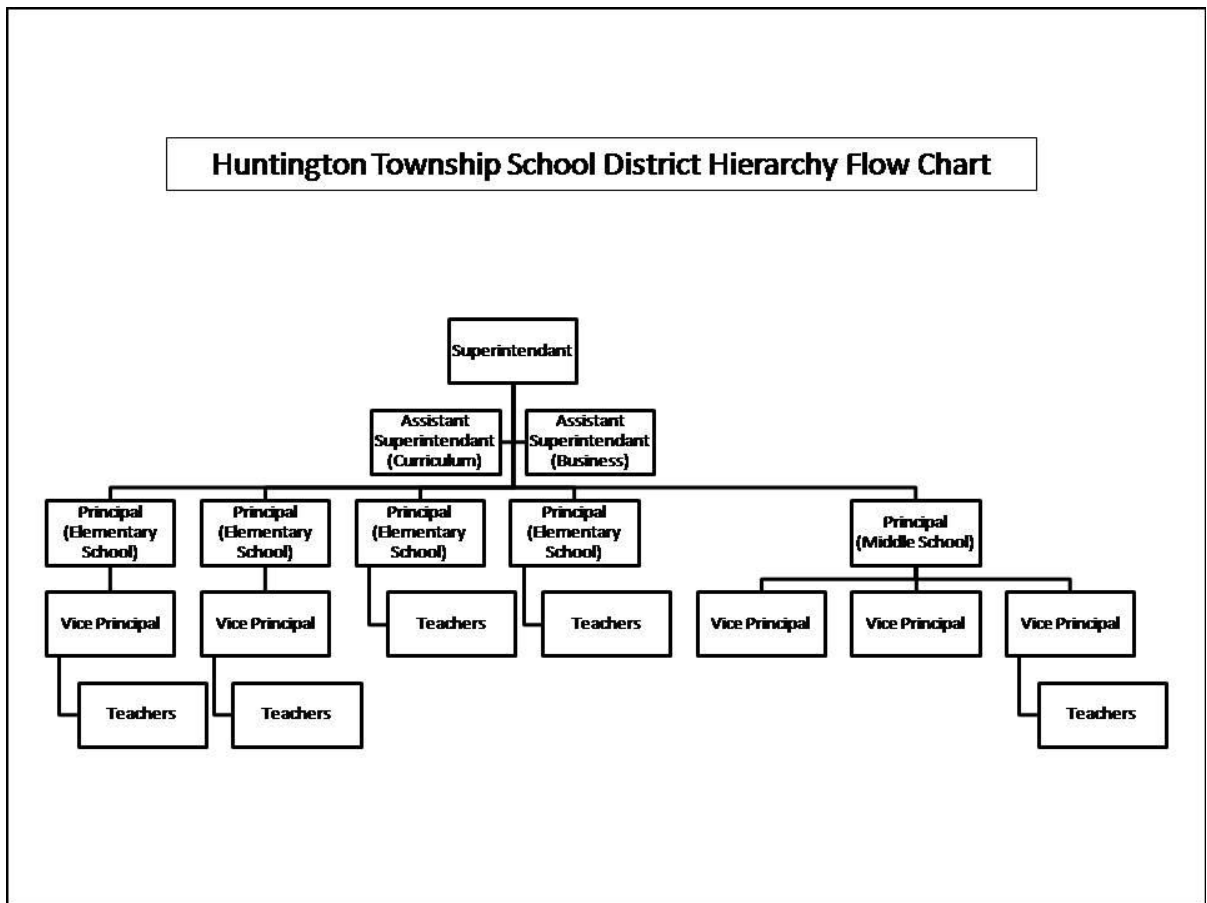 Huntington Township School District Hierarchy Flow Chart
Superintendant
Assistant
Superintendant
(Curriculum)
Assistant
Superintendant
(Business)
Principal
(Elementary
School)
Principal
(Elementary
School)
Principal
(Elementary
School)
Principal
(Elementary
School)
Principal
(Middle School)
Vice Principal
Vice Principal
Teachers
Teachers
Vice Principal
Vice Principal
Vice Principal
Teachers
Teachers
Teachers